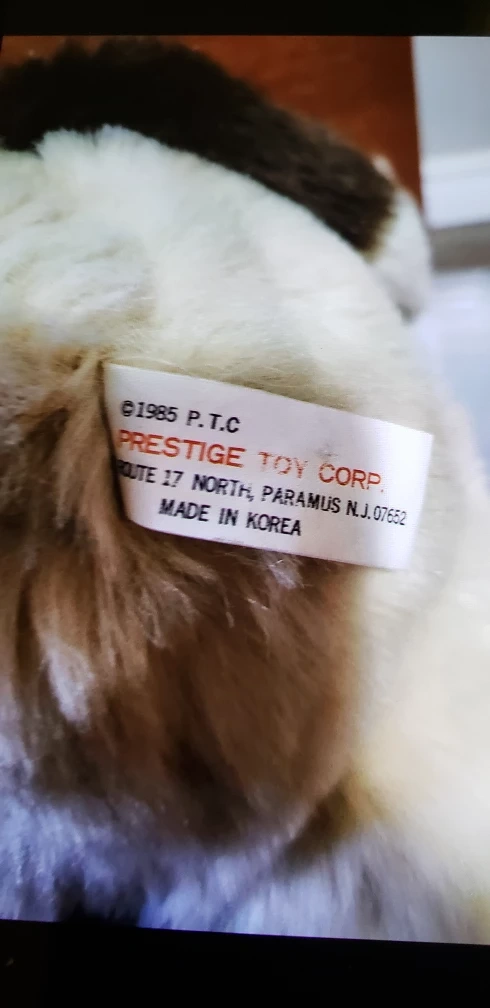 ©1985 P.T.C
PRESTIGE TOY CORP.
ROUTE 17 NORTH, PARAMUS N.J. 07652
MADE IN KOREA